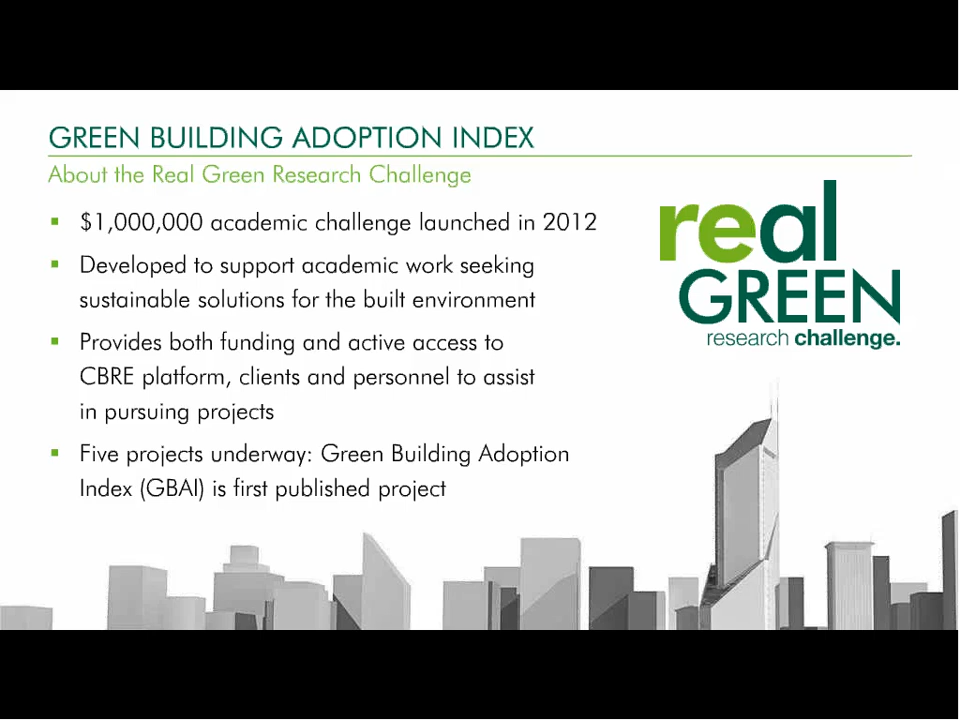 GREEN BUILDING ADOPTION INDEX
About the Real Green Research Challenge
▪ $1,000,000 academic challenge launched in 2012
▪ Developed to support academic work seeking
sustainable solutions for the built environment
▪ Provides both funding and active access to
CBRE platform, clients and personnel to assist
in pursuing projects
▪ Five projects underway: Green Building Adoption
Index (GBAI) is first published project
real
GREEN
research challenge.